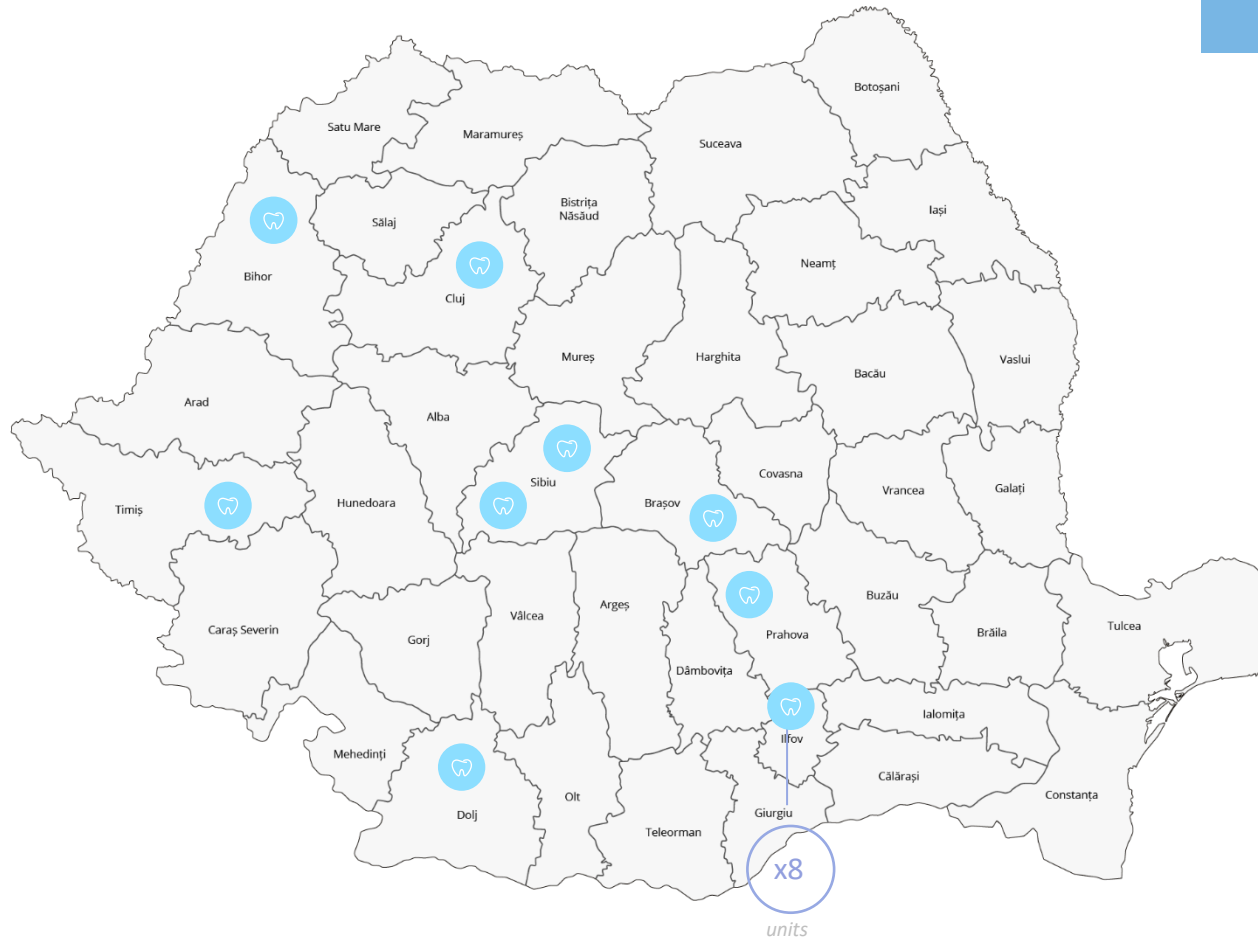 Botoșani
Satu Mare
Maramureș
Suceava
Bistrița
Năsăud
Iași
Sălaj
Neamț
Bihor
Cluj
Mureș
Harghita
Vaslui
Bacău
Arad
Alba
Covasna
Sibiu
Galați
Vrancea
Timiș
Hunedoara
Brașov
Buzău
Argeș
Vâlcea
Tulcea
Caraș Severin
Brăila
Prahova
Gorj
Dâmbovița
Ialomița
Ilfov
Mehedinți
Călărași
Constanța
Olt
Giurgiu
Dolj
Teleorman
x8
units